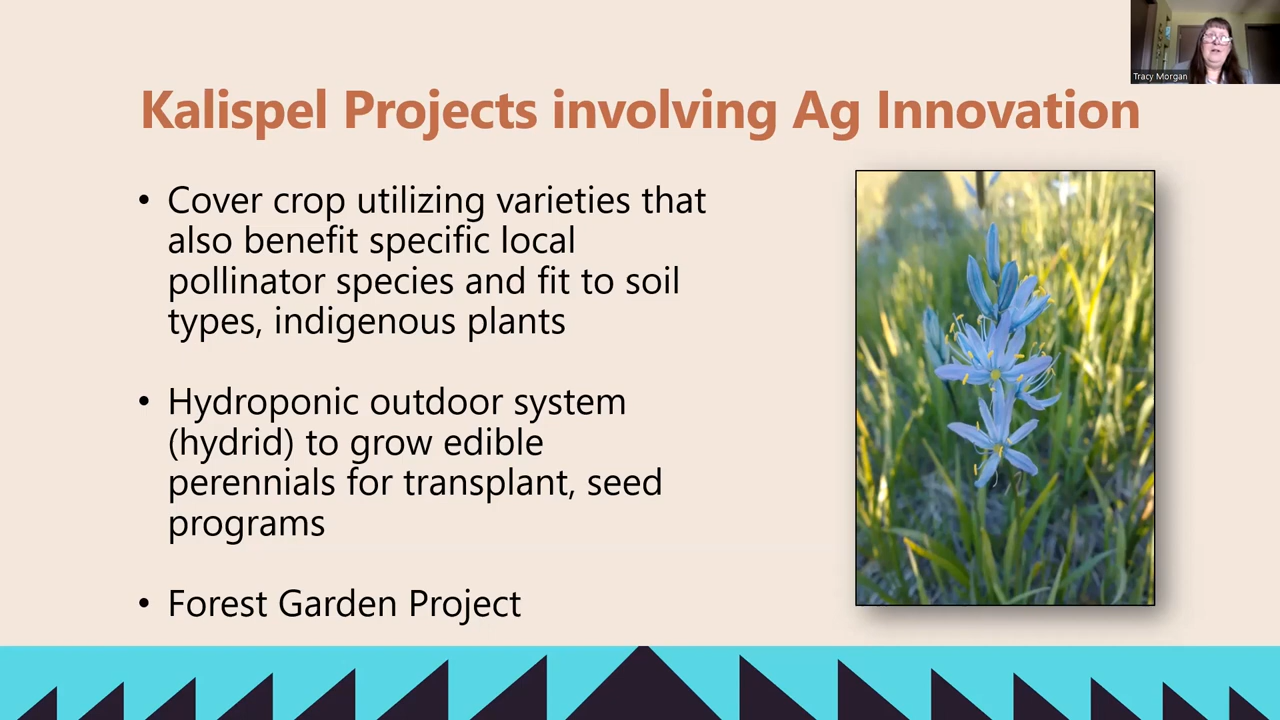 Tracy Morgan
Kalispel Projects involving Ag Innovation
• Cover crop utilizing varieties that
also benefit specific local
pollinator species and fit to soil
types, indigenous plants
• Hydroponic outdoor system
(hydrid) to grow edible
perennials for transplant, seed
programs
• Forest Garden Project